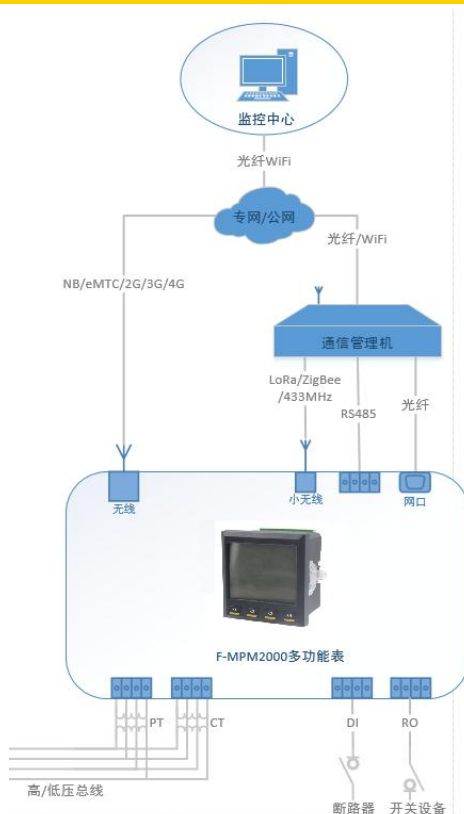 监控中心
光纤WiFi
专网/公网
光纤/WiFi
NB/eMTC/2G/3G/4G
通信管理机
LoRa/ZigBee
/433MHz
RS485
光纤
无线
小无线
网口
F-MPM2000多功能表
PT
CT
DI
RO
高/低压总线
断路器
开关设备